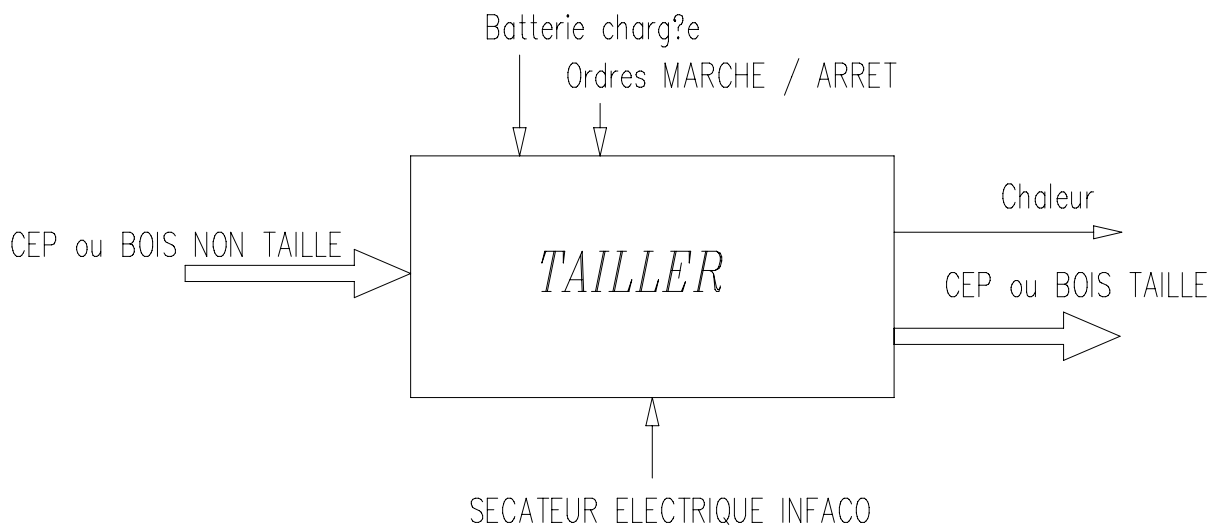 Batterie charg?e
Ordres MARCHE / ARRET
Chaleur
CEP ou BOIS NON TAILLE
TAILLER
CEP ou BOIS TAILLE
SECATEUR ELECTRIQUE INFACO